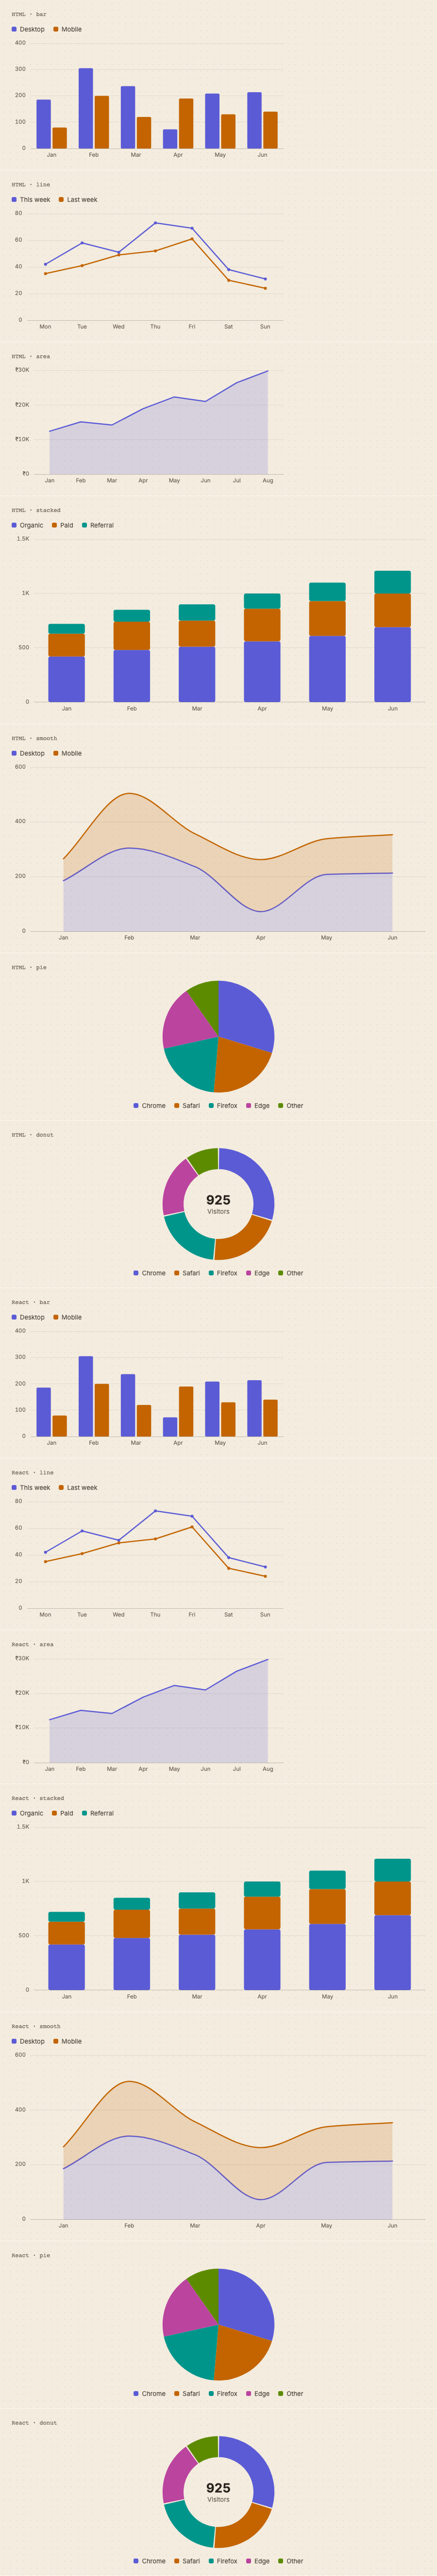 HTML · bar
Desktop Mobile
400
300
200
100
0
Jan Feb Mar Apr May Jun
HTML · line
This week Last week
80
60
40
20
0
Mon Tue Wed Thu Fri Sat Sun
HTML · area
₹30K
₹20K
₹10K
₹0
Jan Feb Mar Apr May Jun Jul Aug
HTML · stacked
Organic Paid Referral
1.5K
1K
500
0
Jan Feb Mar Apr May Jun
HTML · smooth
Desktop Mobile
600
400
200
0
Jan Feb Mar Apr May Jun
HTML · pie
Chrome Safari Firefox Edge Other
HTML · donut
925
Visitors
Chrome Safari Firefox Edge Other
React · bar
Desktop Mobile
400
300
200
100
0
Jan Feb Mar Apr May Jun
React · line
This week Last week
80
60
40
20
0
Mon Tue Wed Thu Fri Sat Sun
React · area
₹30K
₹20K
₹10K
₹0
Jan Feb Mar Apr May Jun Jul Aug
React · stacked
Organic Paid Referral
1.5K
1K
500
0
Jan Feb Mar Apr May Jun
React · smooth
Desktop Mobile
600
400
200
0
Jan Feb Mar Apr May Jun
React · pie
Chrome Safari Firefox Edge Other
React · donut
925
Visitors
Chrome Safari Firefox Edge Other